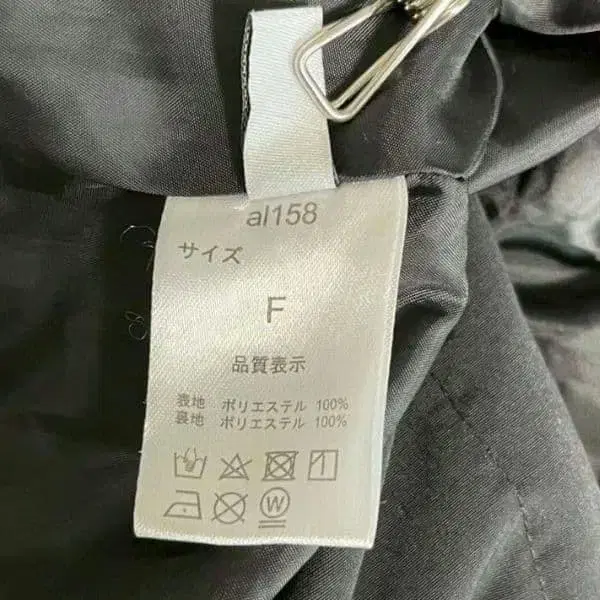 al158
サイズ
F
品質表示
表地 ポリエステル 100%
裏地 ポリエステル 100%
W